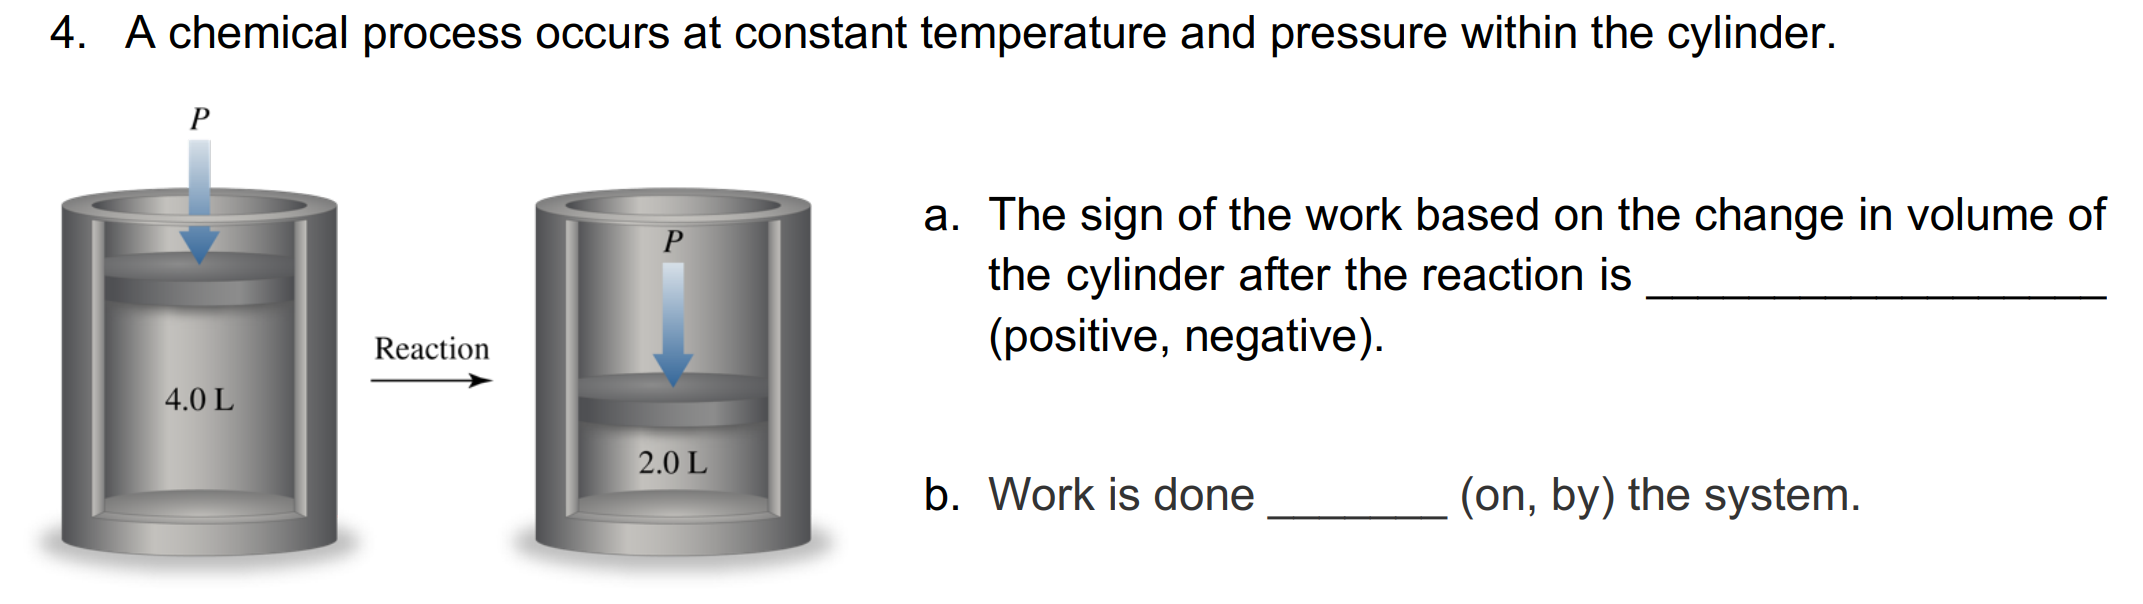 4. A chemical process occurs at constant temperature and pressure within the cylinder.
P
P
Reaction
4.0 L
2.0 L
a. The sign of the work based on the change in volume of
the cylinder after the reaction is __________________
(positive, negative).
b. Work is done _______ (on, by) the system.